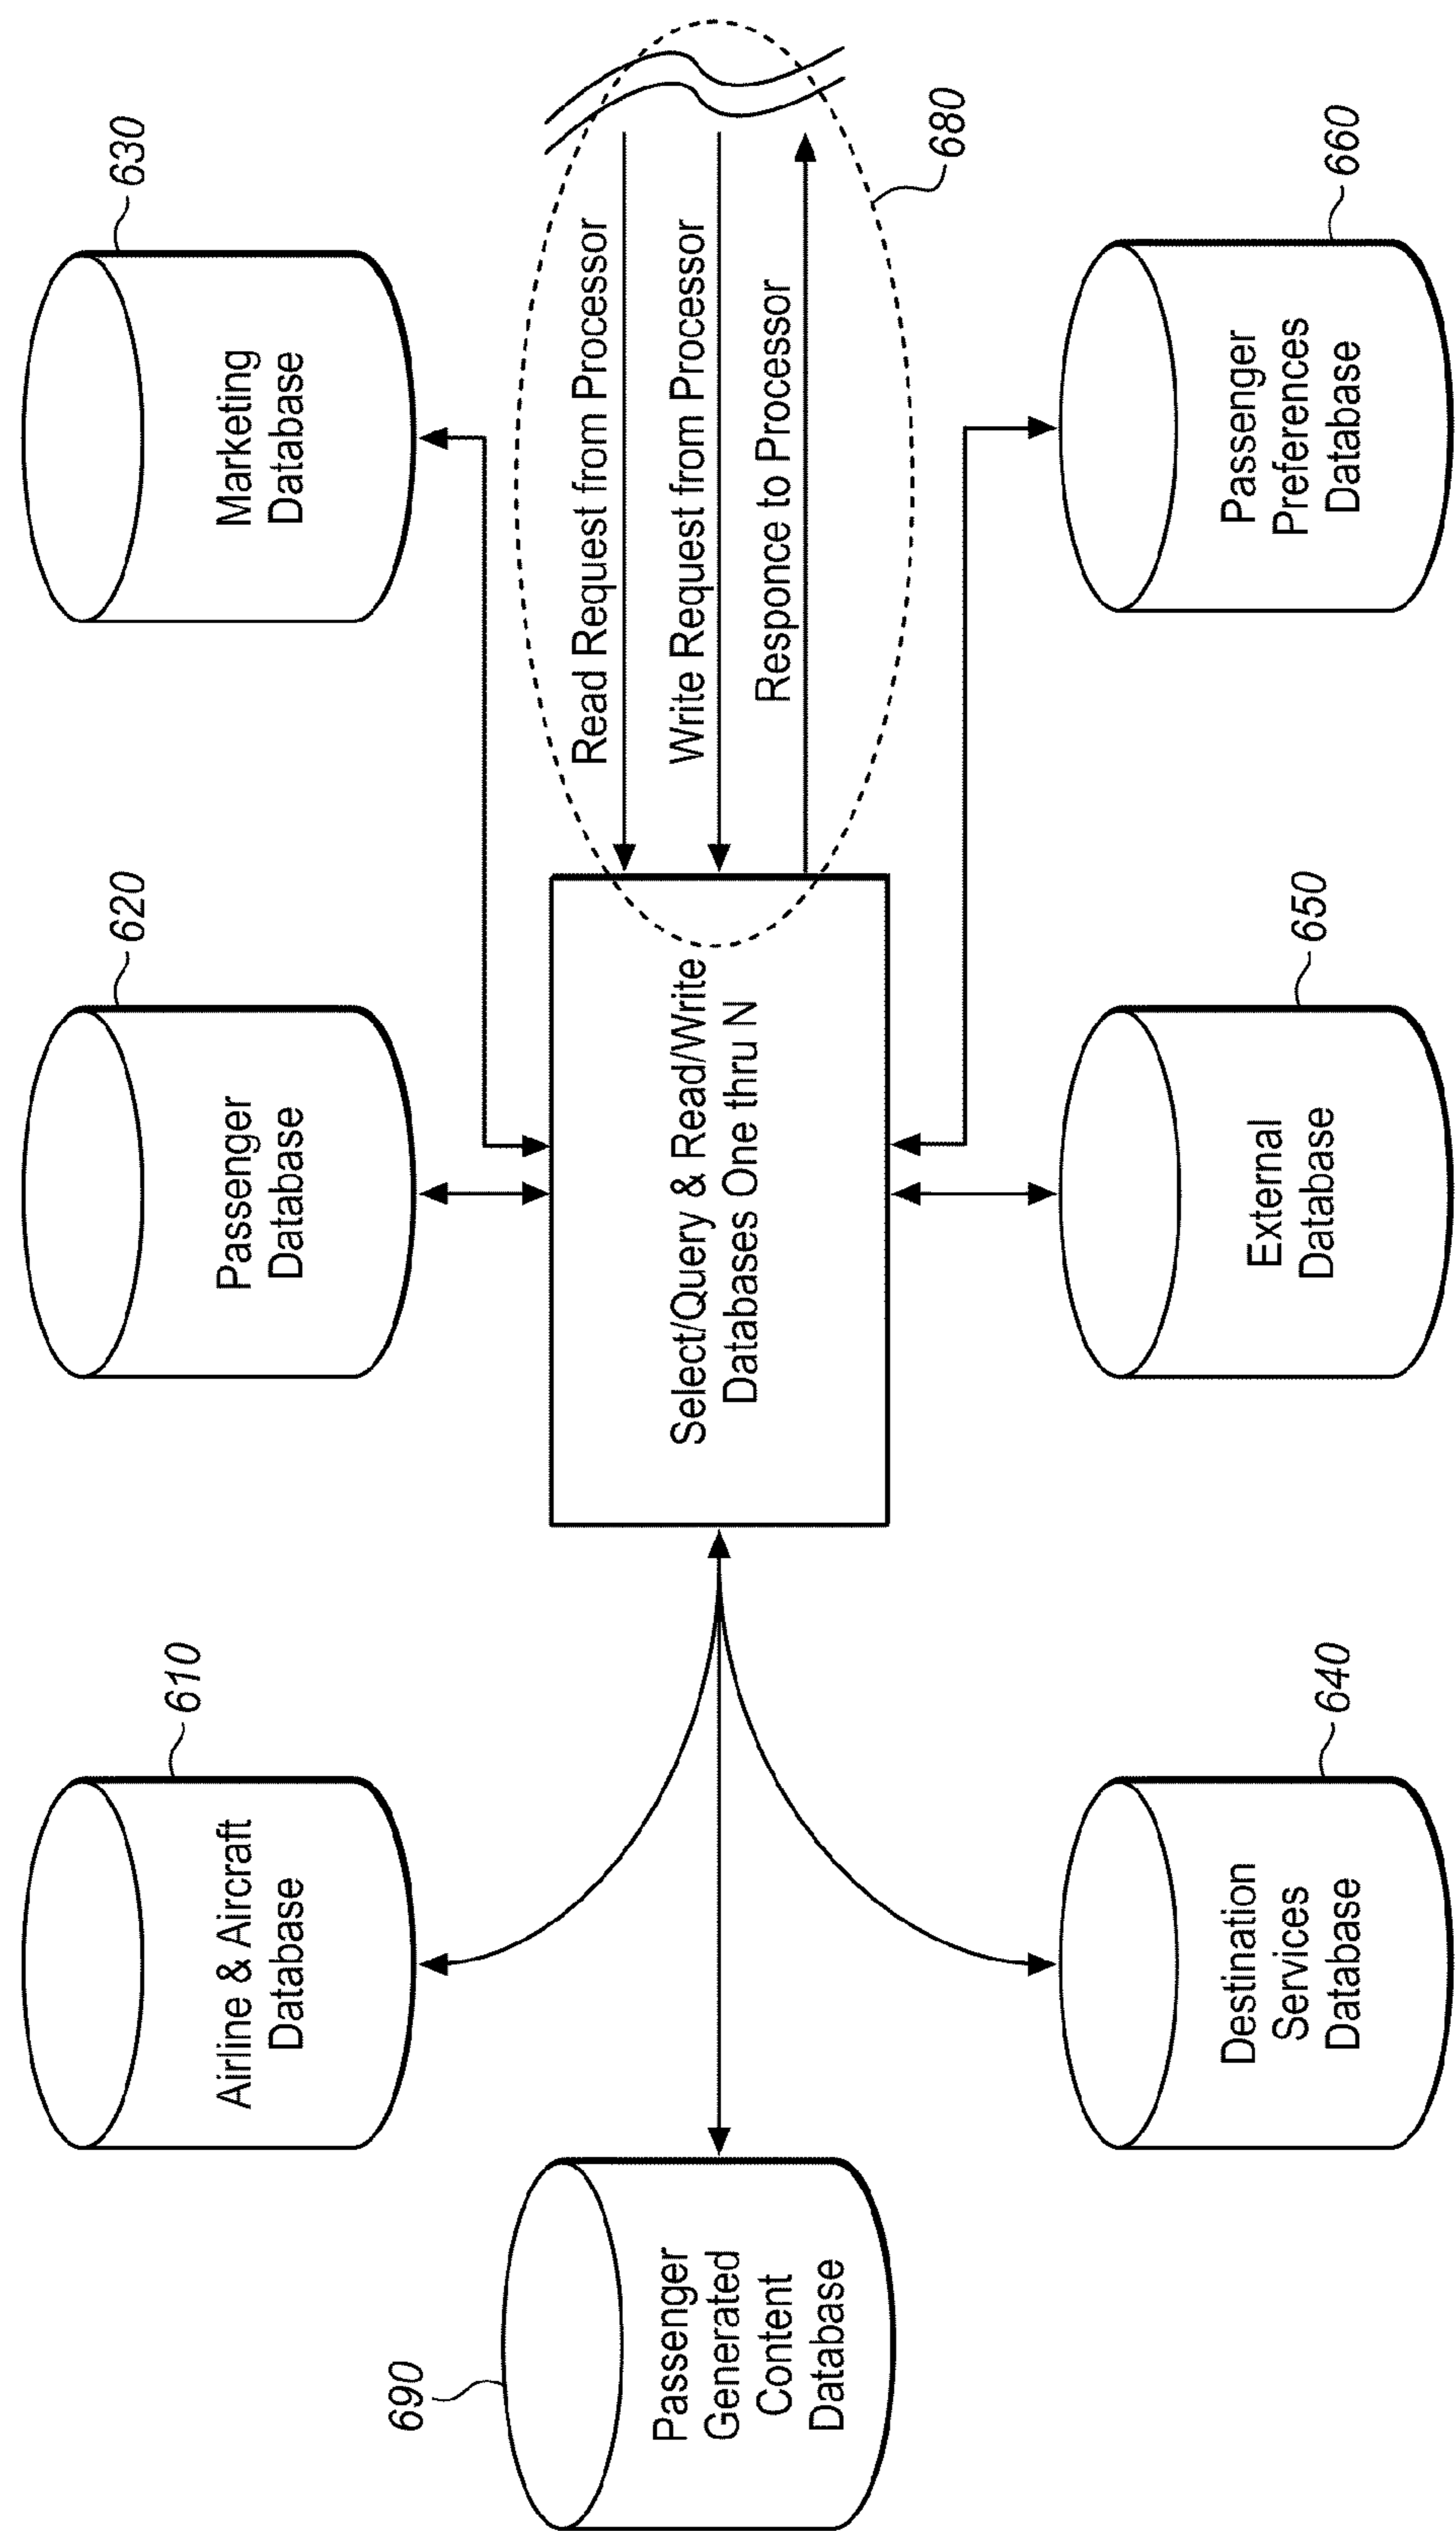 610
Airline & Aircraft
Database
620
Passenger
Database
630
Marketing
Database
690
Passenger
Generated
Content
Database
Select/Query & Read/Write
Databases One thru N
Read Request from Processor
Write Request from Processor
Responce to Processor
680
640
Destination
Services
Database
650
External
Database
660
Passenger
Preferences
Database